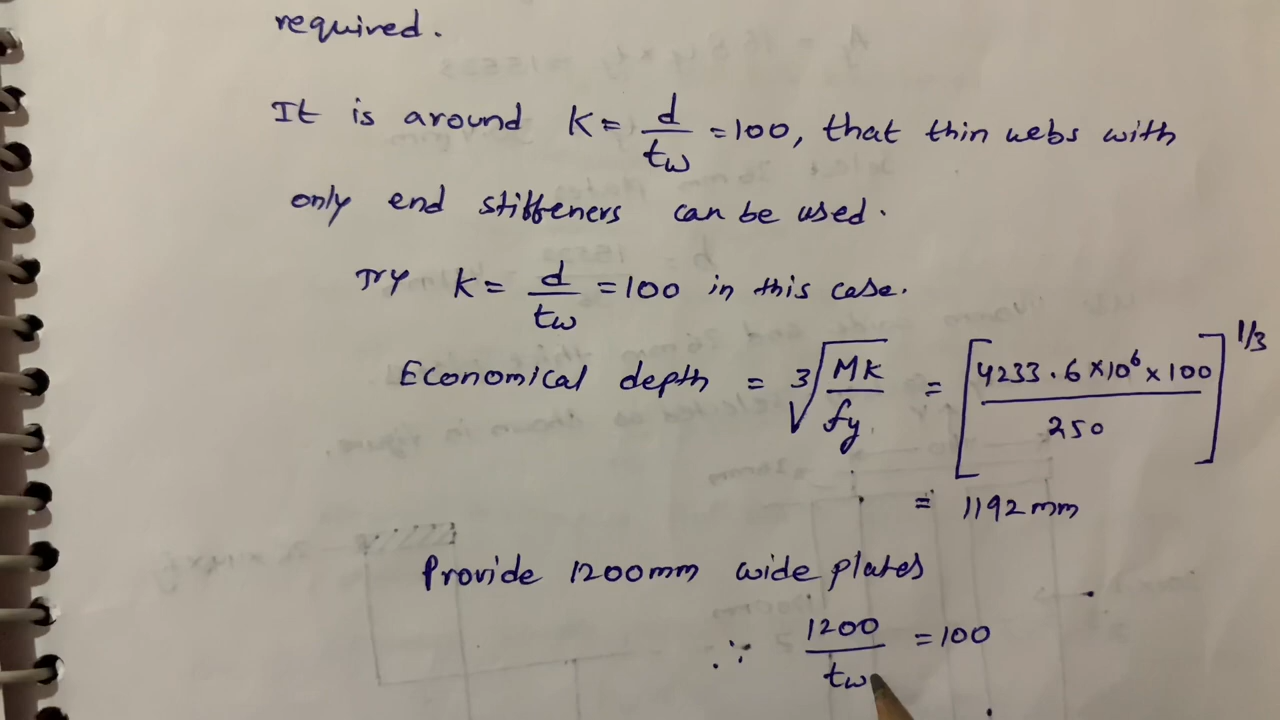 required.
It is around K = d/tw = 100, that thin webs with
only end stiffeners can be used.
Try K = d/tw = 100 in this case.
Economical depth = ∛(Mk/fy) = [4233.6×10⁶×100/250]^1/3
= 1192mm
Provide 1200mm wide plates
∴ 1200/tw = 100